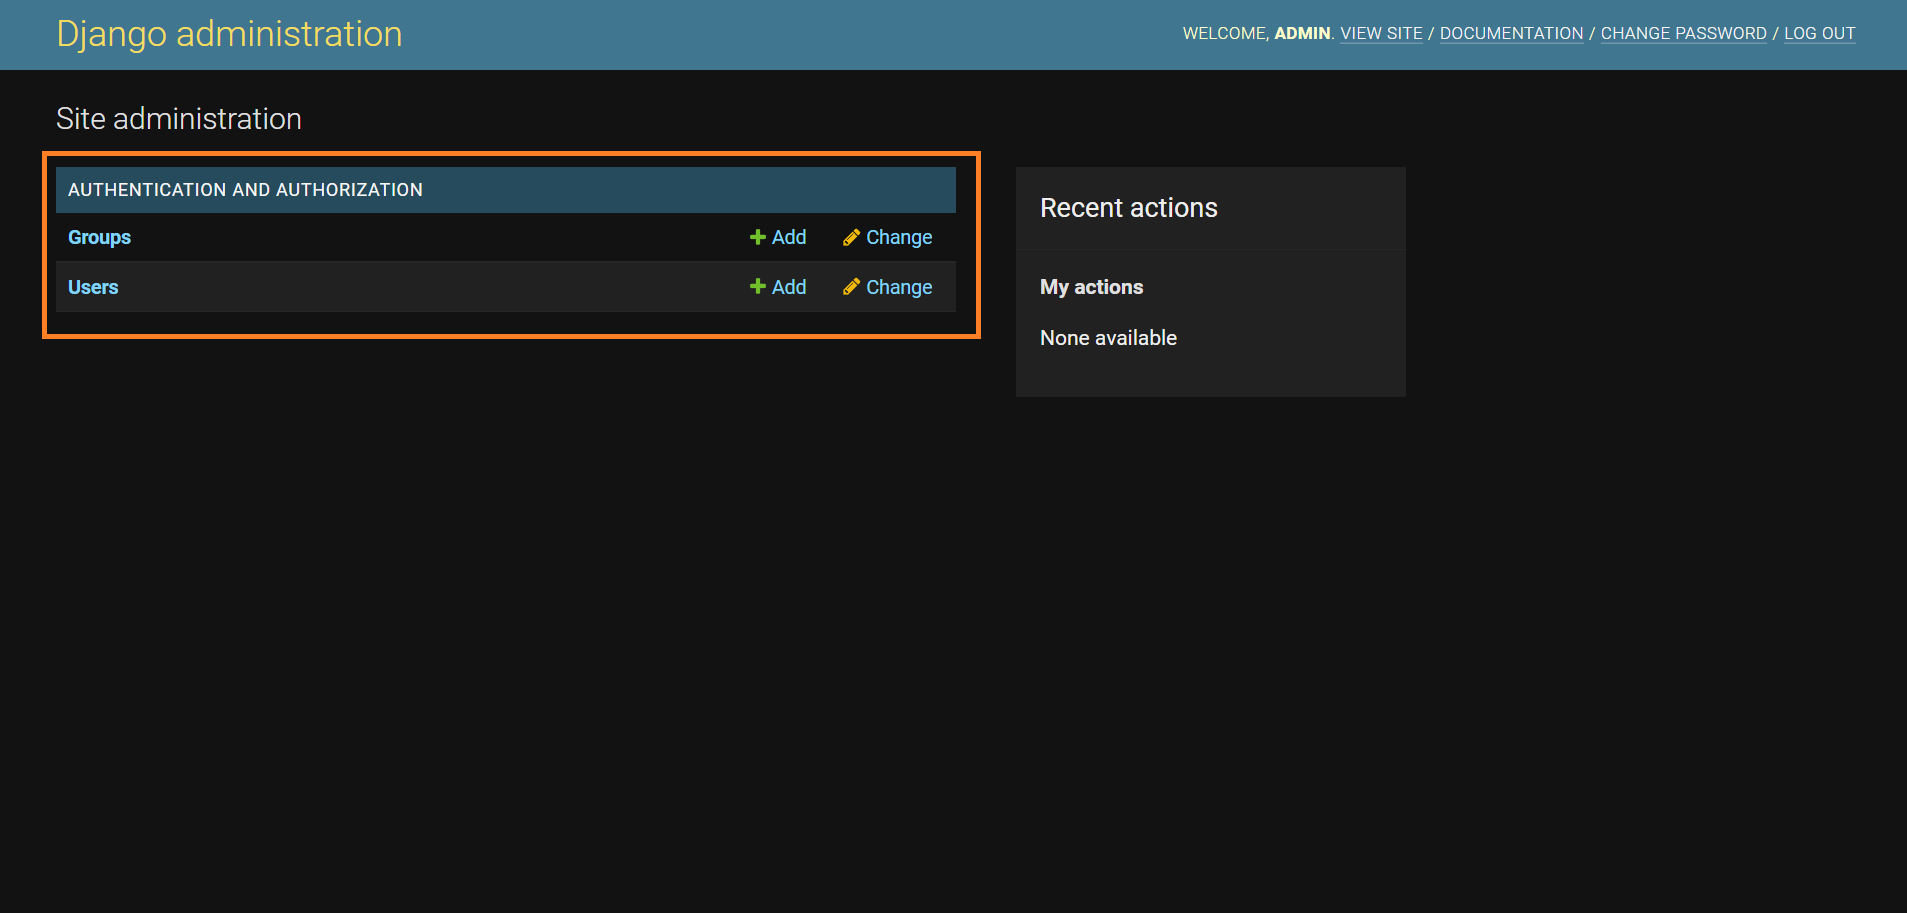 Django administration
WELCOME, ADMIN. VIEW SITE / DOCUMENTATION / CHANGE PASSWORD / LOG OUT
Site administration
AUTHENTICATION AND AUTHORIZATION
Groups Add Change
Users Add Change
Recent actions
My actions
None available